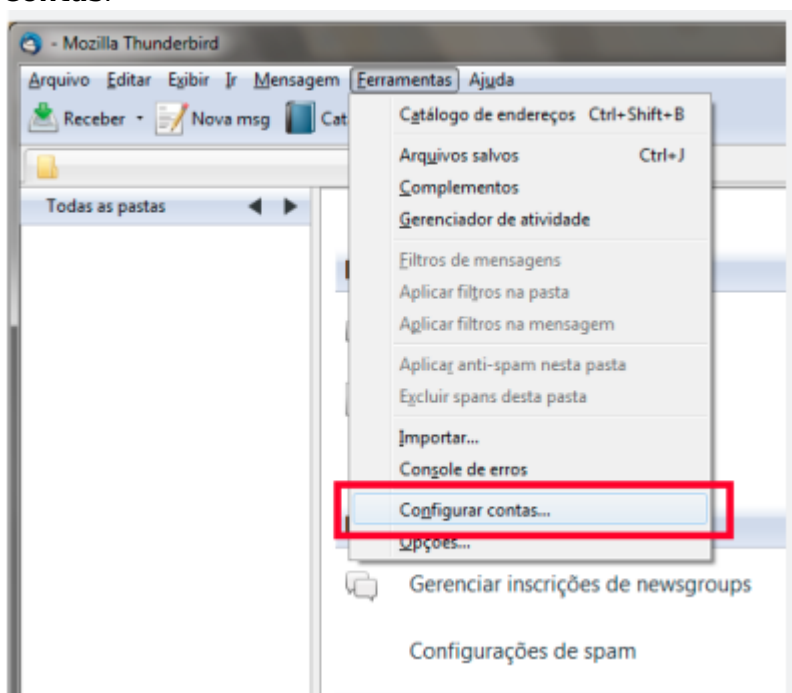 contas.
- Mozilla Thunderbird
Arquivo Editar Exibir Ir Mensagem Ferramentas Ajuda
Receber Nova msg Cat
Catálogo de endereços Ctrl+Shift+B
Arquivos salvos Ctrl+J
Complementos
Gerenciador de atividade
Todas as pastas
Filtros de mensagens
Aplicar filtros na pasta
Aplicar filtros na mensagem
Aplicar anti-spam nesta pasta
Excluir spans desta pasta
Importar...
Console de erros
Configurar contas...
Opções...
Gerenciar inscrições de newsgroups
Configurações de spam